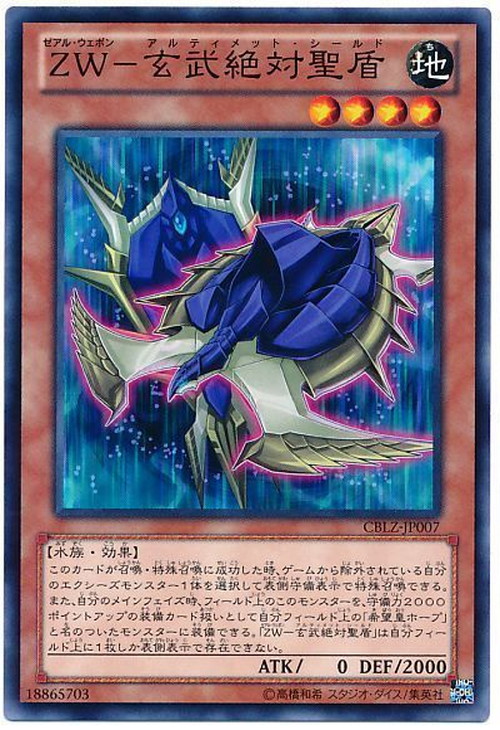 ゼアル・ウェポン アルティメット・シールド
ZW－玄武絶対聖盾
ち
地
CBLZ-JP007
【水族・効果】
このカードが召喚・特殊召喚に成功した時、ゲームから除外されている自分
のエクシーズモンスター1体を選択して表側守備表示で特殊召喚できる。
また、自分のメインフェイズ時、フィールド上のこのモンスターを、守備力2000
ポイントアップの装備カード扱いとして自分フィールド上の「希望皇ホープ」
と名のついたモンスターに装備できる。「ZW－玄武絶対聖盾」は自分フィー
ルド上に1枚しか表側表示で存在できない。
ATK/ 0 DEF/2000
18865703
©高橋和希 スタジオ・ダイス/集英社